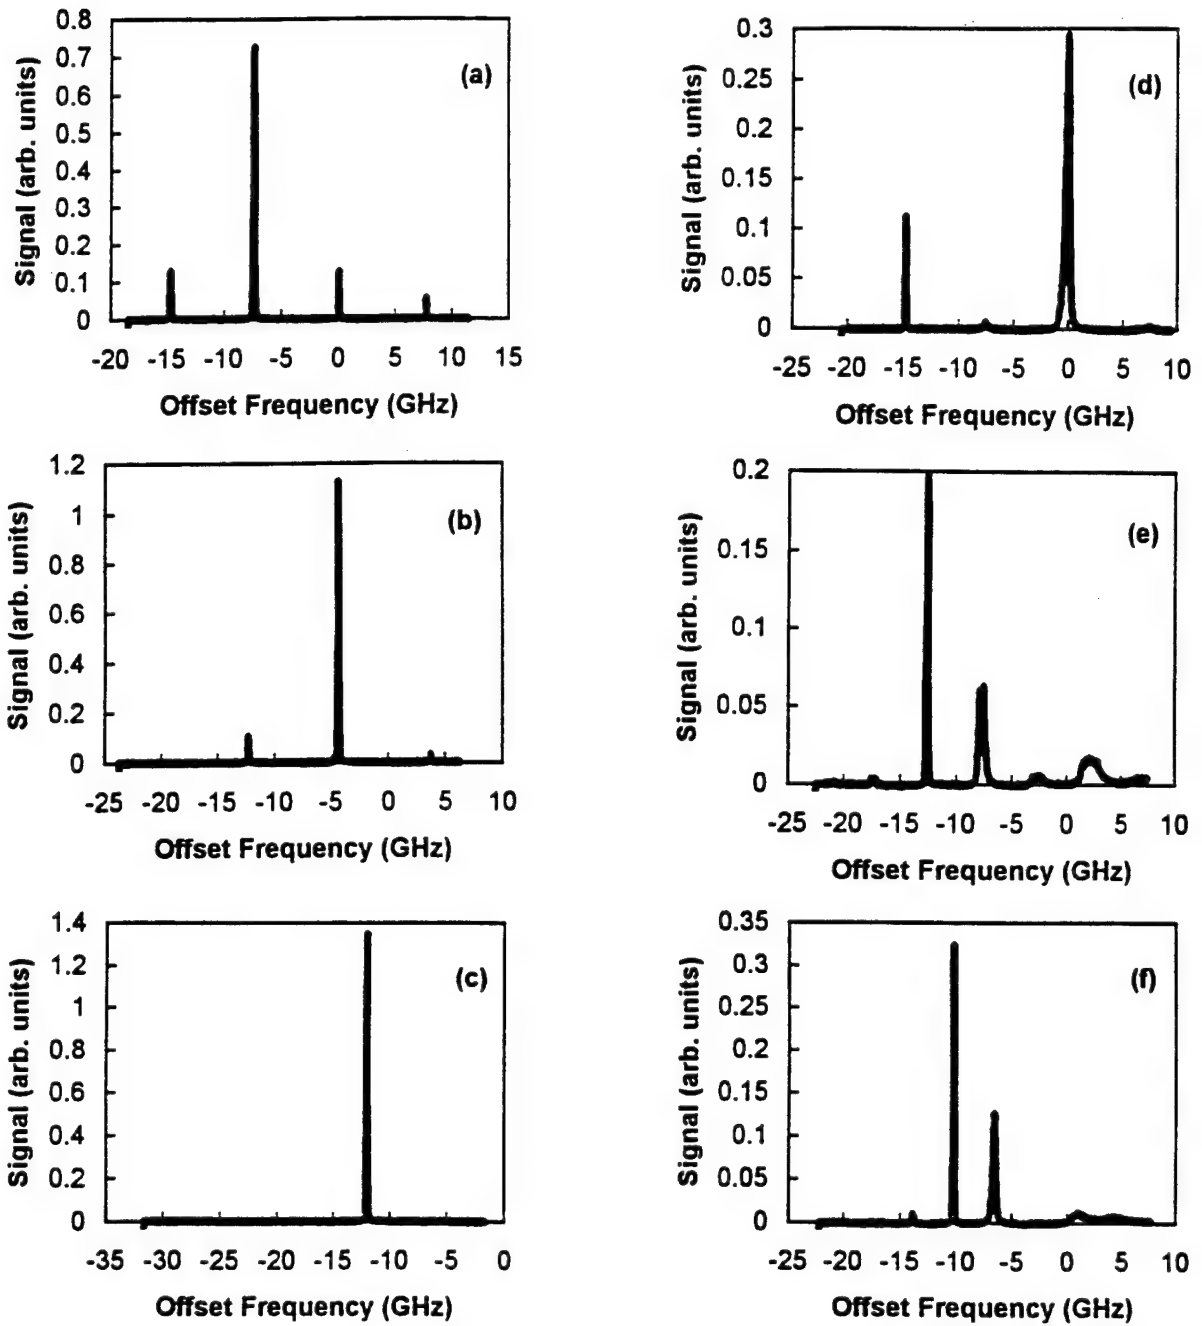 0.8
0.7
0.6
0.5
0.4
0.3
0.2
0.1
0
Signal (arb. units)
(a)
-20 -15 -10 -5 0 5 10 15
Offset Frequency (GHz)
1.2
1
0.8
0.6
0.4
0.2
0
Signal (arb. units)
(b)
-25 -20 -15 -10 -5 0 5 10
Offset Frequency (GHz)
1.4
1.2
1
0.8
0.6
0.4
0.2
0
Signal (arb. units)
(c)
-35 -30 -25 -20 -15 -10 -5 0
Offset Frequency (GHz)
0.3
0.25
0.2
0.15
0.1
0.05
0
Signal (arb. units)
(d)
-25 -20 -15 -10 -5 0 5 10
Offset Frequency (GHz)
0.2
0.15
0.1
0.05
0
Signal (arb. units)
(e)
-25 -20 -15 -10 -5 0 5 10
Offset Frequency (GHz)
0.35
0.3
0.25
0.2
0.15
0.1
0.05
0
Signal (arb. units)
(f)
-25 -20 -15 -10 -5 0 5 10
Offset Frequency (GHz)